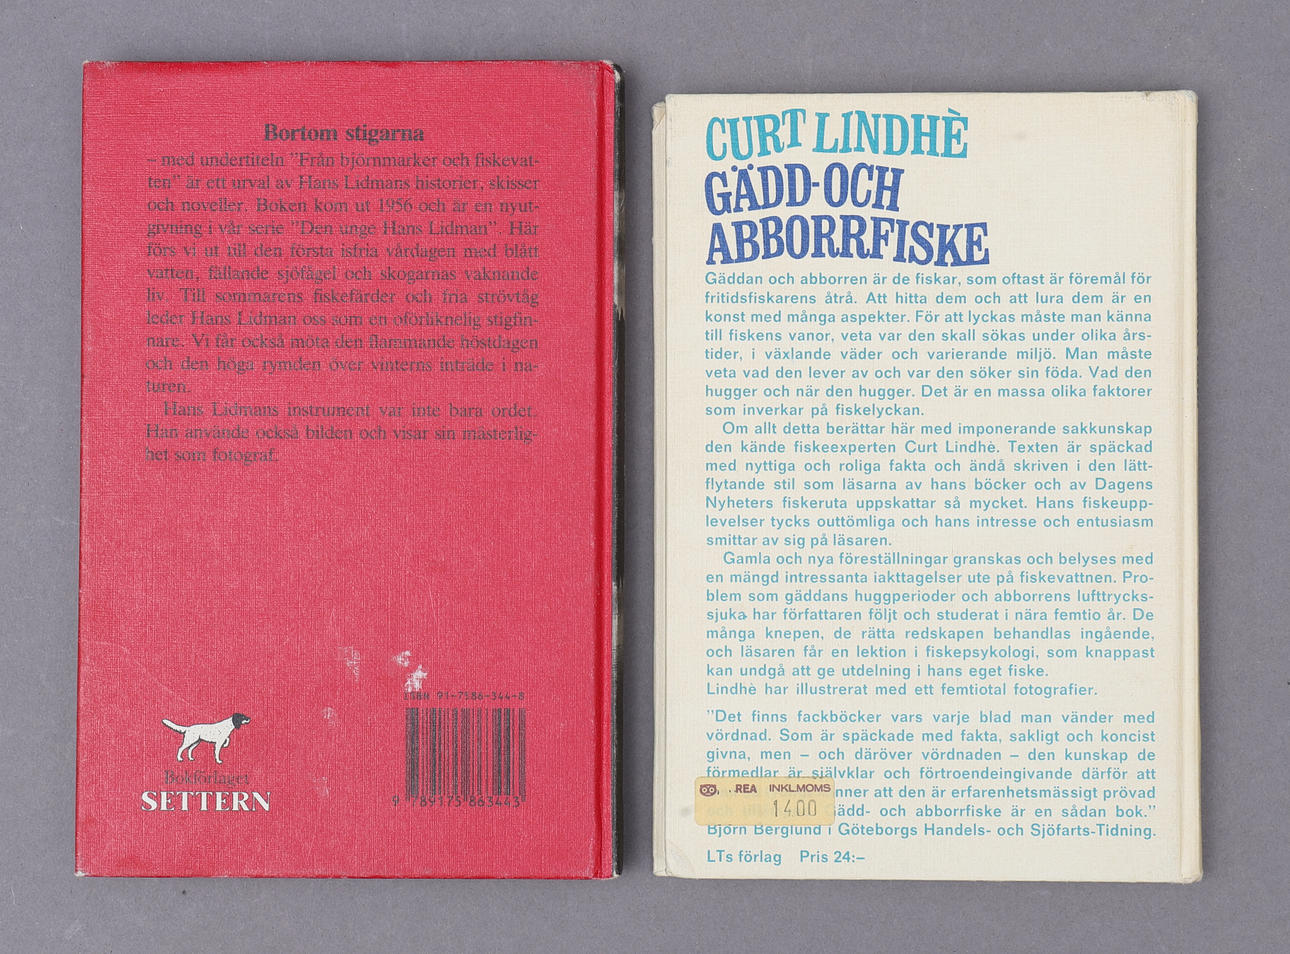 Bortom stigarna
– med undertiteln "Från björnmarker och fiskevat-
ten" är ett urval av Hans Lidmans historier, skisser
och noveller. Boken kom ut 1956 och är en nyut-
givning i vår serie "Den unge Hans Lidman". Här
förs vi ut till den första isfria vårdagen med blått
vatten, fällande sjöfågel och skogarnas vaknande
liv. Till sommarens fiskefärder och fria strövtåg
leder Hans Lidman oss som en oförliknelig stigfin-
nare. Vi får också möta den flammande höstdagen
och den höga rymden över vinterns inträde i na-
turen.
Hans Lidmans instrument var inte bara ordet.
Han använde också bilden och visar sin mästerlig-
het som fotograf.
ISBN 91-7586-344-8
9 789175 863443
Bokförlaget
SETTERN
CURT LINDHÈ
GÄDD-OCH
ABBORRFISKE
Gäddan och abborren är de fiskar, som oftast är föremål för
fritidsfiskarens åtrå. Att hitta dem och att lura dem är en
konst med många aspekter. För att lyckas måste man känna
till fiskens vanor, veta var den skall sökas under olika års-
tider, i växlande väder och varierande miljö. Man måste
veta vad den lever av och var den söker sin föda. Vad den
hugger och när den hugger. Det är en massa olika faktorer
som inverkar på fiskelyckan.
Om allt detta berättar här med imponerande sakkunskap
den kände fiskeexperten Curt Lindhè. Texten är späckad
med nyttiga och roliga fakta och ändå skriven i den lätt-
flytande stil som läsarna av hans böcker och av Dagens
Nyheters fiskeruta uppskattar så mycket. Hans fiskeupp-
levelser tycks outtömliga och hans intresse och entusiasm
smittar av sig på läsaren.
Gamla och nya föreställningar granskas och belyses med
en mängd intressanta iakttagelser ute på fiskevattnen. Pro-
blem som gäddans huggperioder och abborrens lufttrycks-
sjuka har författaren följt och studerat i nära femtio år. De
många knepen, de rätta redskapen behandlas ingående,
och läsaren får en lektion i fiskepsykologi, som knappast
kan undgå att ge utdelning i hans eget fiske.
Lindhè har illustrerat med ett femtiotal fotografier.
"Det finns fackböcker vars varje blad man vänder med
vördnad. Som är späckade med fakta, sakligt och koncist
givna, men – och däröver vördnaden – den kunskap de
förmedlar är självklar och förtroendeingivande därför att
nner att den är erfarenhetsmässigt prövad
ädd- och abborrfiske är en sådan bok."
Björn Berglund i Göteborgs Handels- och Sjöfarts-Tidning.
REA INKLMOMS
1400
LTs förlag Pris 24:–